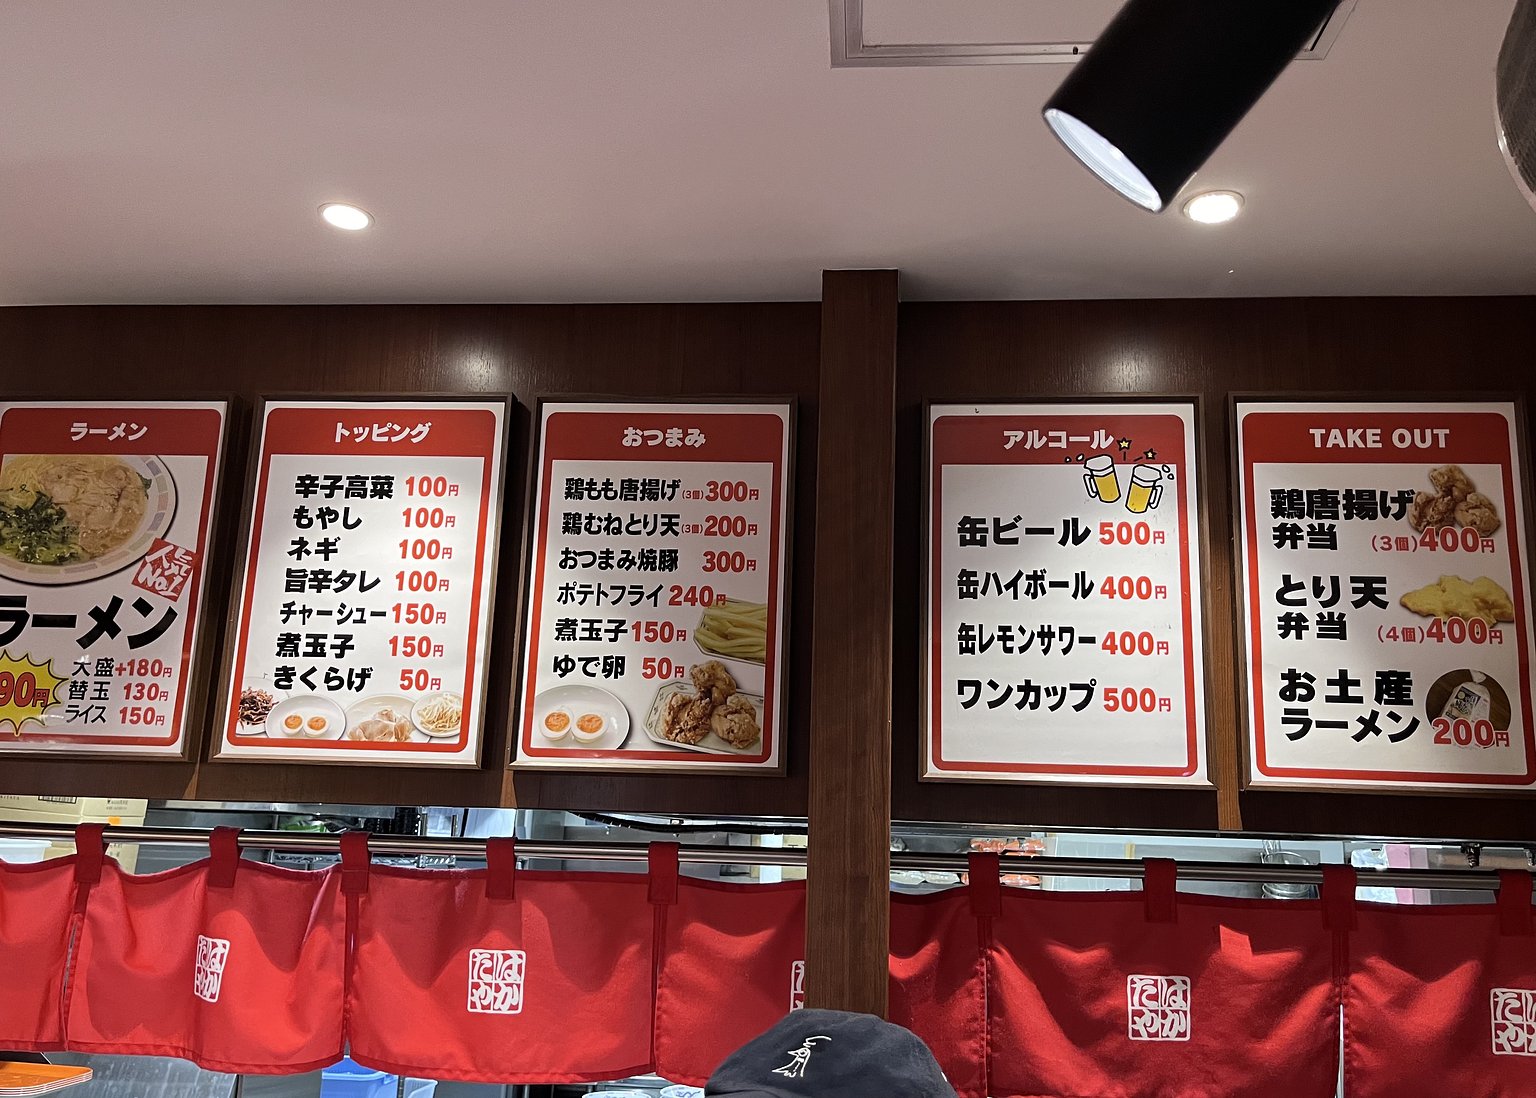 ラーメン
人気
No.1
ラーメン
90円
大盛+180円
替玉 130円
ライス 150円
トッピング
辛子高菜 100円
もやし 100円
ネギ 100円
旨辛タレ 100円
チャーシュー 150円
煮玉子 150円
きくらげ 50円
おつまみ
鶏もも唐揚げ(3個)300円
鶏むねとり天(3個)200円
おつまみ焼豚 300円
ポテトフライ 240円
煮玉子 150円
ゆで卵 50円
アルコール
缶ビール 500円
缶ハイボール 400円
缶レモンサワー 400円
ワンカップ 500円
TAKE OUT
鶏唐揚げ
弁当 (3個)400円
とり天
弁当 (4個)400円
お土産
ラーメン 200円
はかたや
はかたや
はかたや